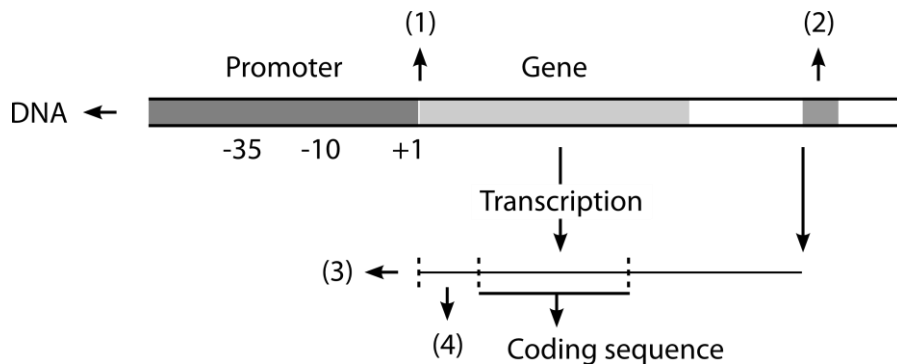 (1)
(2)
Promoter
Gene
DNA
-35
-10
+1
Transcription
(3)
(4)
Coding sequence